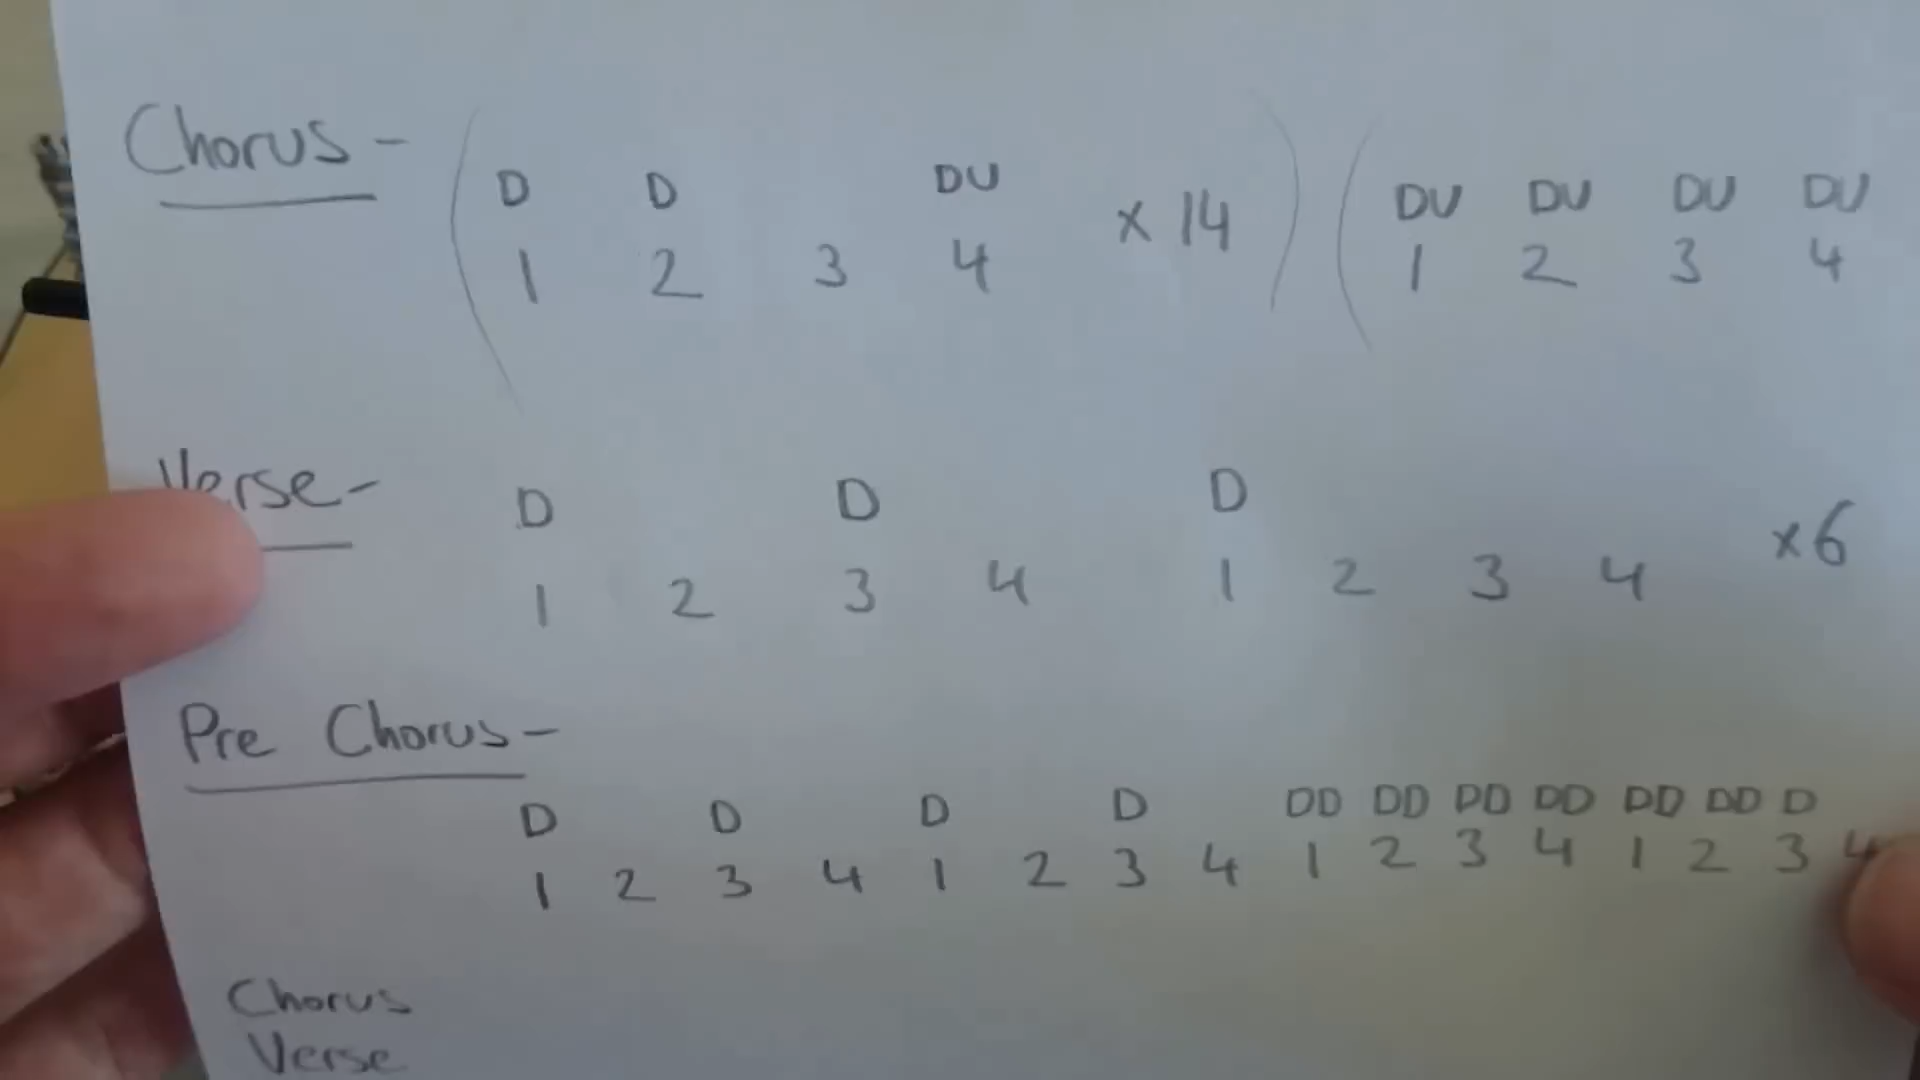 Chorus - ( D D DU x 14 ) ( DU DU DU DU
1 2 3 4 1 2 3 4
Verse - D D D
1 2 3 4 1 2 3 4 x6
Pre Chorus -
D D D D DD DD DD DD DD DD D
1 2 3 4 1 2 3 4 1 2 3 4 1 2 3 4
Chorus
Verse